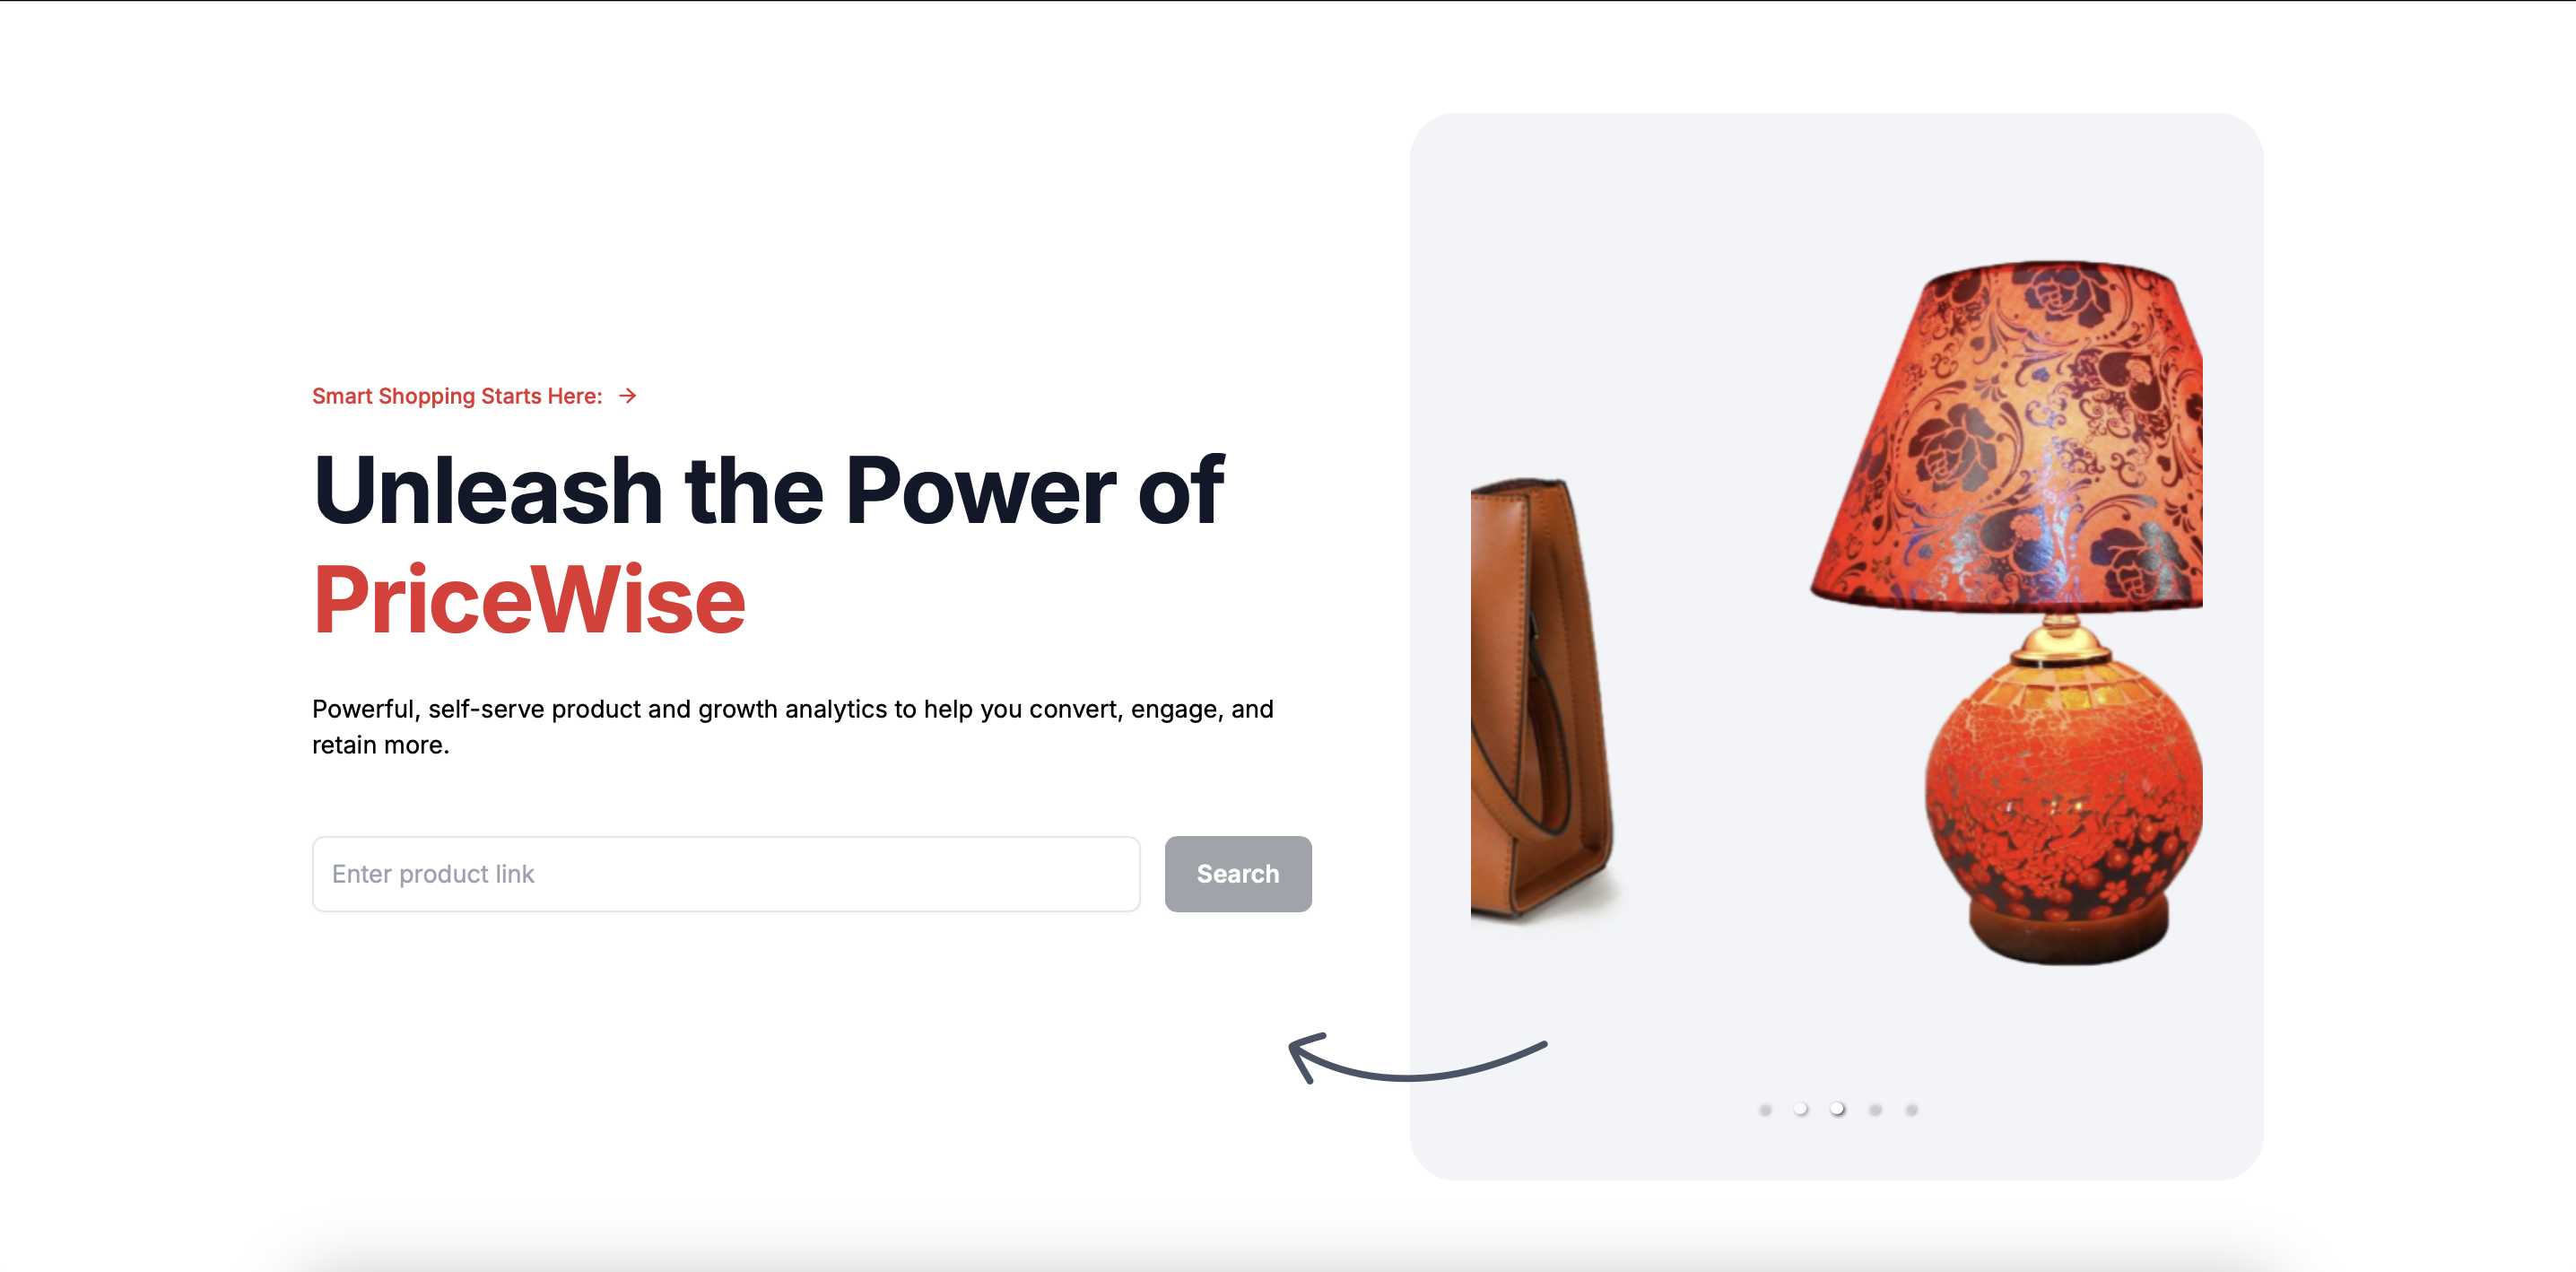 Smart Shopping Starts Here:
Unleash the Power of
PriceWise
Powerful, self-serve product and growth analytics to help you convert, engage, and
retain more.
Enter product link
Search